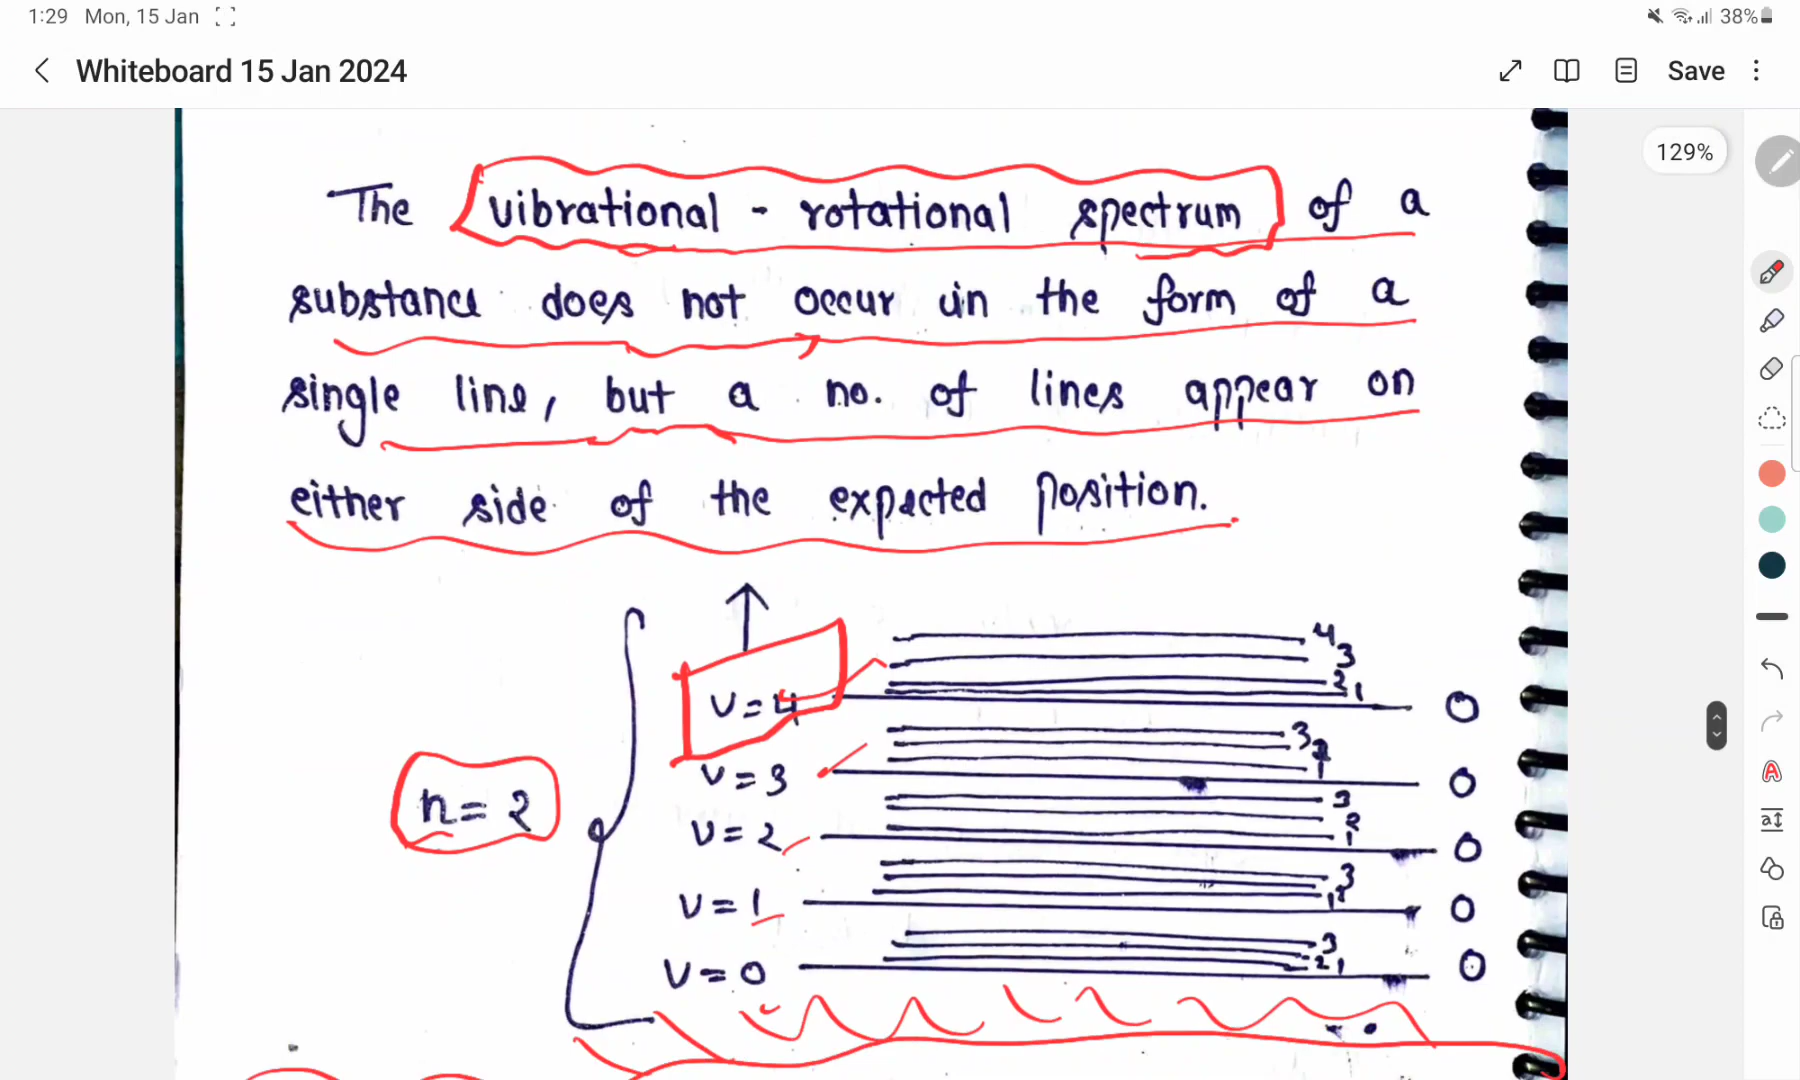 1:29 Mon, 15 Jan 38%
Whiteboard 15 Jan 2024 Save
129%
The vibrational - rotational spectrum of a
substance does not occur in the form of a
single line, but a no. of lines appear on
either side of the expected position.
4
3
2
1
V = 4 0
3
2
1
V = 3 0
3
2
1
V = 2 0
n = 2
3
2
1
V = 1 0
3
2
1
V = 0 0